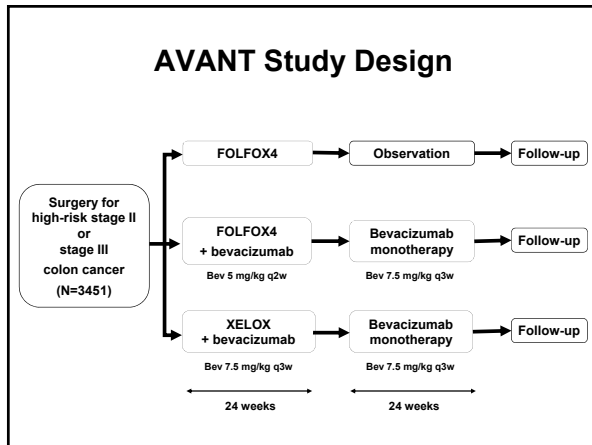 AVANT Study Design
FOLFOX4
Observation
Follow-up
Surgery for
high-risk stage II
or
stage III
colon cancer
(N=3451)
FOLFOX4
+ bevacizumab
Bev 5 mg/kg q2w
Bevacizumab
monotherapy
Bev 7.5 mg/kg q3w
Follow-up
XELOX
+ bevacizumab
Bev 7.5 mg/kg q3w
Bevacizumab
monotherapy
Bev 7.5 mg/kg q3w
Follow-up
24 weeks
24 weeks